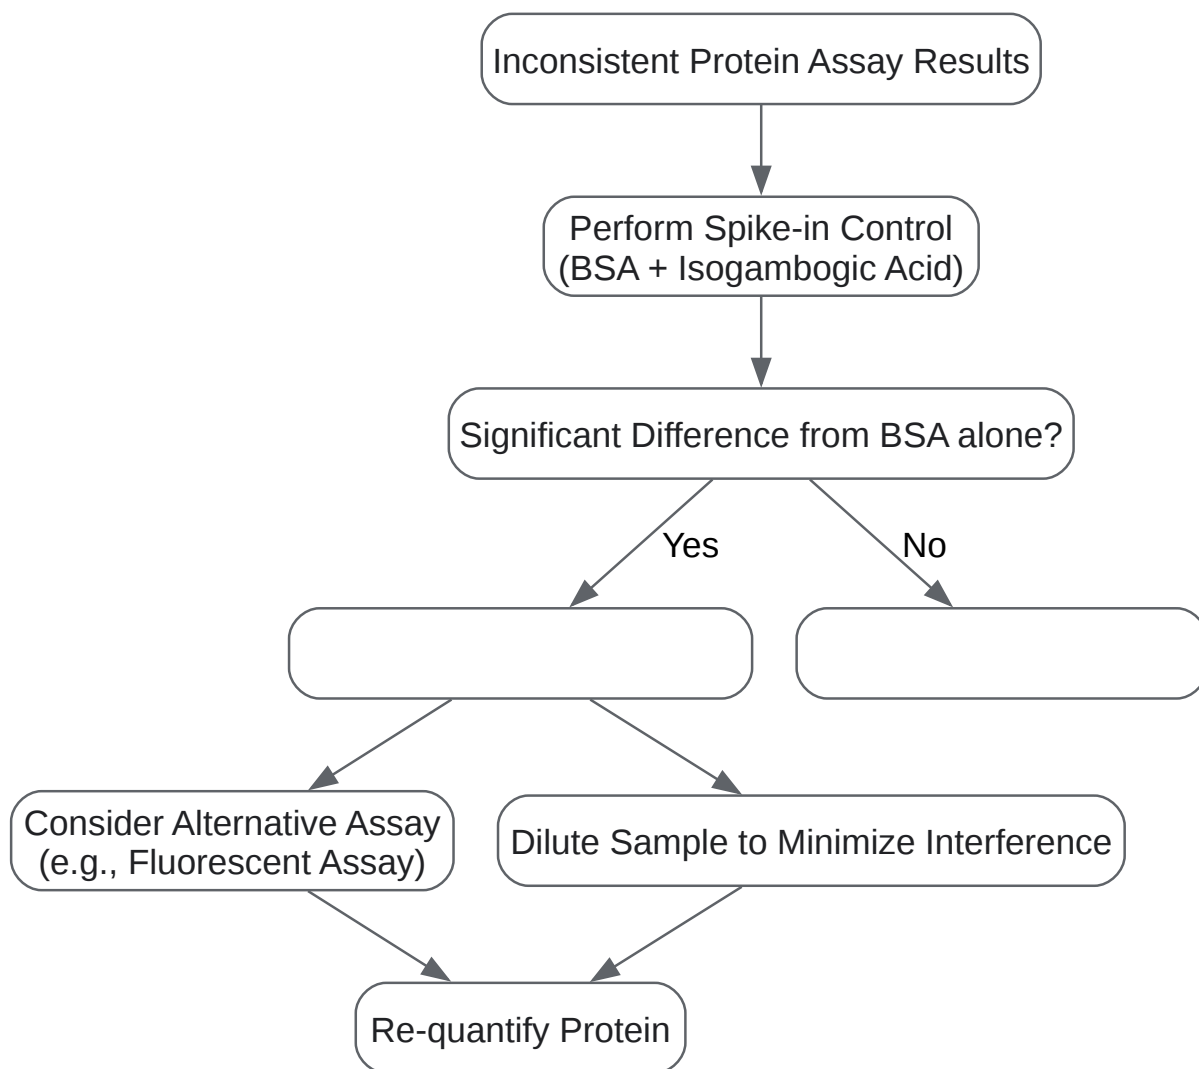 Inconsistent Protein Assay Results
Perform Spike-in Control
(BSA + Isogambogic Acid)
Significant Difference from BSA alone?
Yes
No
Consider Alternative Assay
(e.g., Fluorescent Assay)
Dilute Sample to Minimize Interference
Re-quantify Protein